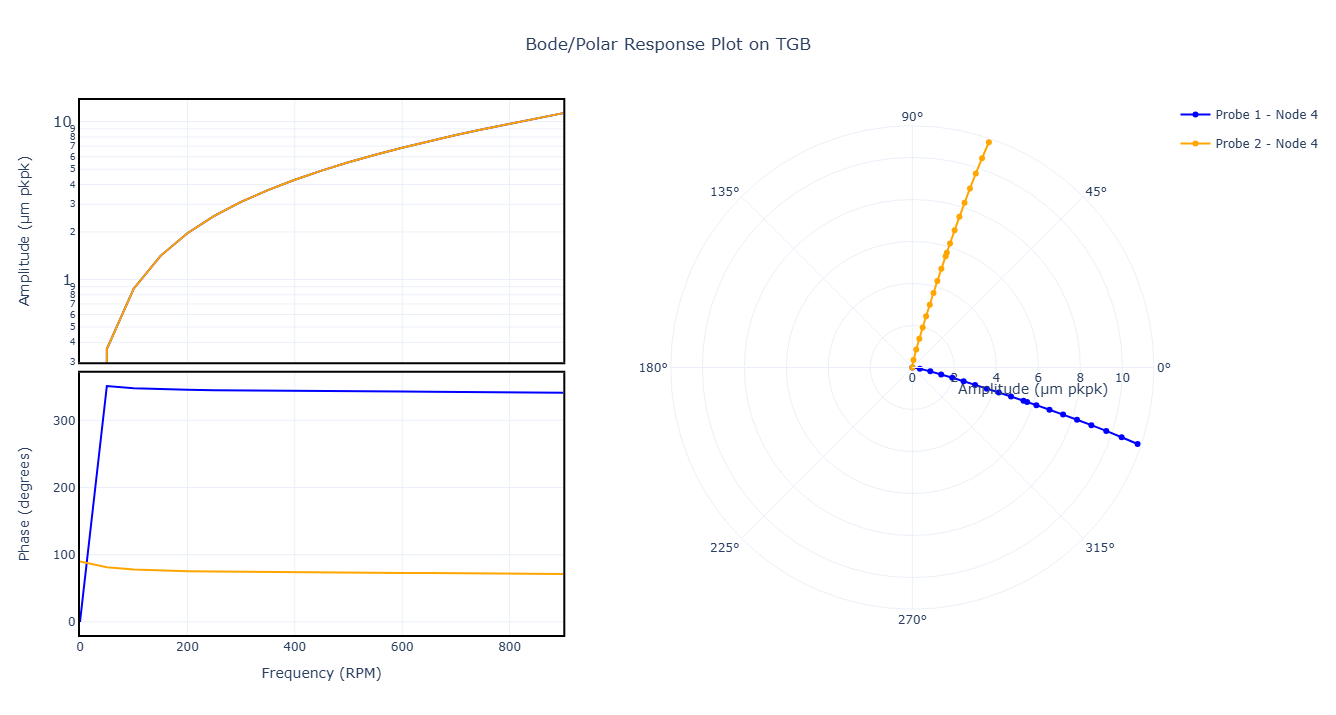 Bode/Polar Response Plot on TGB
Amplitude (μm pkpk)
10
9
8
7
6
5
4
3
2
1
9
8
7
6
5
4
3
Phase (degrees)
300
200
100
0
0 200 400 600 800
Frequency (RPM)
90°
135° 45°
180° 0°
0 2 4 6 8 10
Amplitude (μm pkpk)
225° 315°
270°
Probe 1 - Node 4
Probe 2 - Node 4